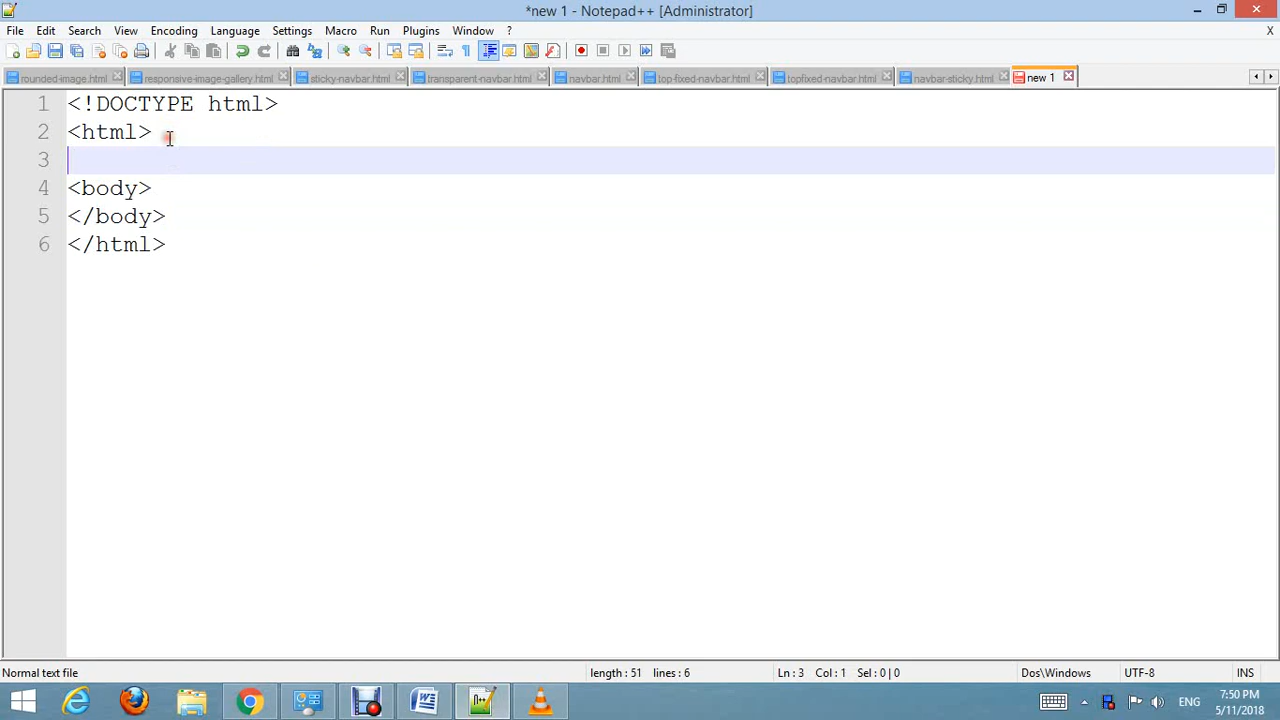 *new 1 - Notepad++ [Administrator]
File Edit Search View Encoding Language Settings Macro Run Plugins Window ? X
rounded-image.html responsive-image-gallery.html sticky-navbar.html transparent-navbar.html navbar.html top-fixed-navbar.html topfixed-navbar.html navbar-sticky.html new 1
1 <!DOCTYPE html>
2 <html>
3
4 <body>
5 </body>
6 </html>
Normal text file length : 51 lines : 6 Ln : 3 Col : 1 Sel : 0 | 0 Dos\Windows UTF-8 INS
ENG 7:50 PM
5/11/2018